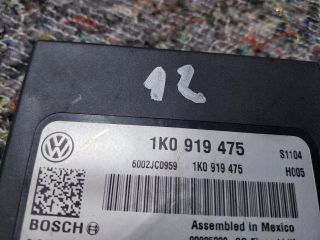 12
1K0 919 475
S1104
6002JC0959 1K0 919 475 H005
BOSCH
Assembled in Mexico